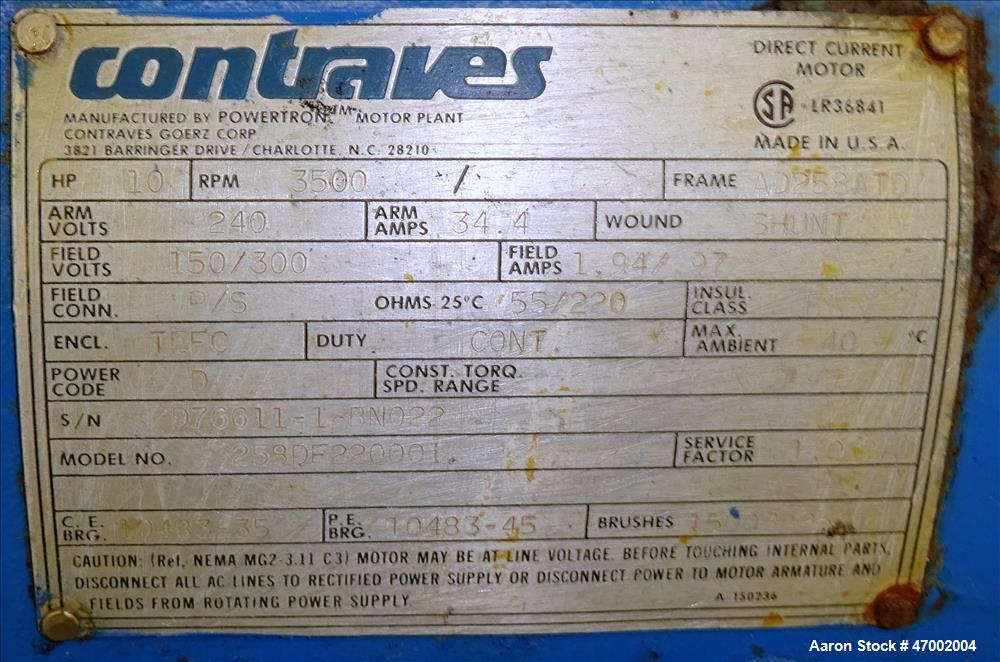 contraves
DIRECT CURRENT
MOTOR
SA LR36841
MADE IN U.S.A.
MANUFACTURED BY POWERTRON™ MOTOR PLANT
CONTRAVES GOERZ CORP
3821 BARRINGER DRIVE / CHARLOTTE, N.C. 28210
HP 10 RPM 3500 / FRAME
ARM VOLTS 240 ARM AMPS 34.4 WOUND SHUNT
FIELD VOLTS 150/300 FIELD AMPS 1.94/.97
FIELD CONN. P/S OHMS 25°C 55/220 INSUL. CLASS
ENCL. TEFC DUTY CONT. MAX. AMBIENT 40 °C
POWER CODE D CONST. TORQ. SPD. RANGE
S/N D76611-1-BN022
MODEL NO. SERVICE FACTOR
C.E. BRG. 10483-35 P.E. BRG. 10483-45 BRUSHES
CAUTION: (Ref. NEMA MG2 3.11 C3) MOTOR MAY BE AT LINE VOLTAGE. BEFORE TOUCHING INTERNAL PARTS,
DISCONNECT ALL AC LINES TO RECTIFIED POWER SUPPLY OR DISCONNECT POWER TO MOTOR ARMATURE AND
FIELDS FROM ROTATING POWER SUPPLY.
A 150236
Aaron Stock # 47002004